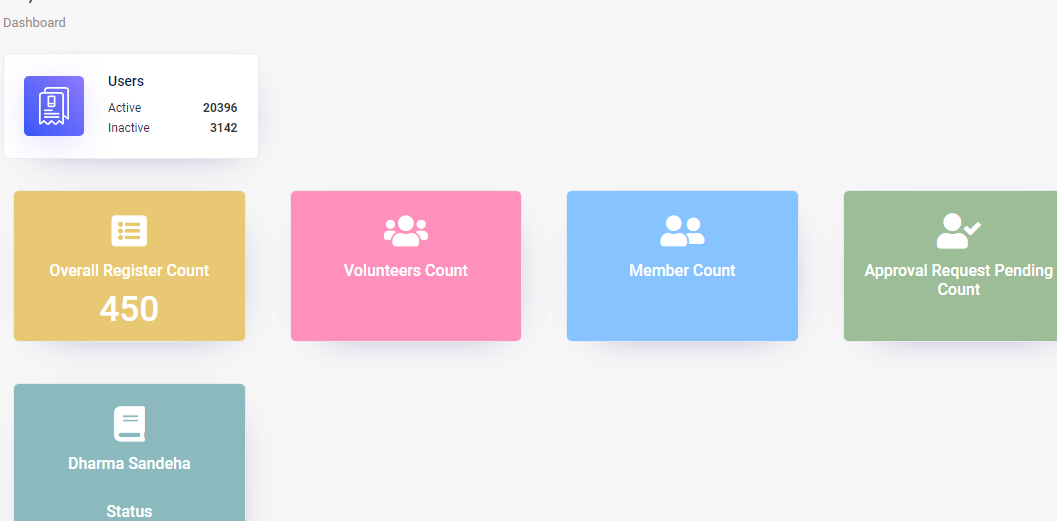 Dashboard
Users
Active 20396
Inactive 3142
Overall Register Count
450
Volunteers Count
Member Count
Approval Request Pending
Count
Dharma Sandeha
Status